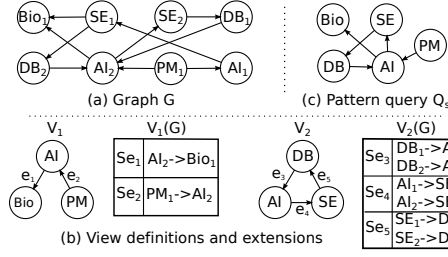 Bio1 SE1 SE2 DB1 Bio SE
DB2 AI2 PM1 AI1 DB AI PM
(a) Graph G (c) Pattern query Qs
V1 V1(G) V2 V2(G)
AI Se1 AI2->Bio1 DB Se3 DB1->A
DB2->A
e1 e2 e3 e5 Se4 AI1->SE
Bio PM Se2 PM1->AI2 AI e4 SE AI2->SE
Se5 SE1->D
SE2->D
(b) View definitions and extensions